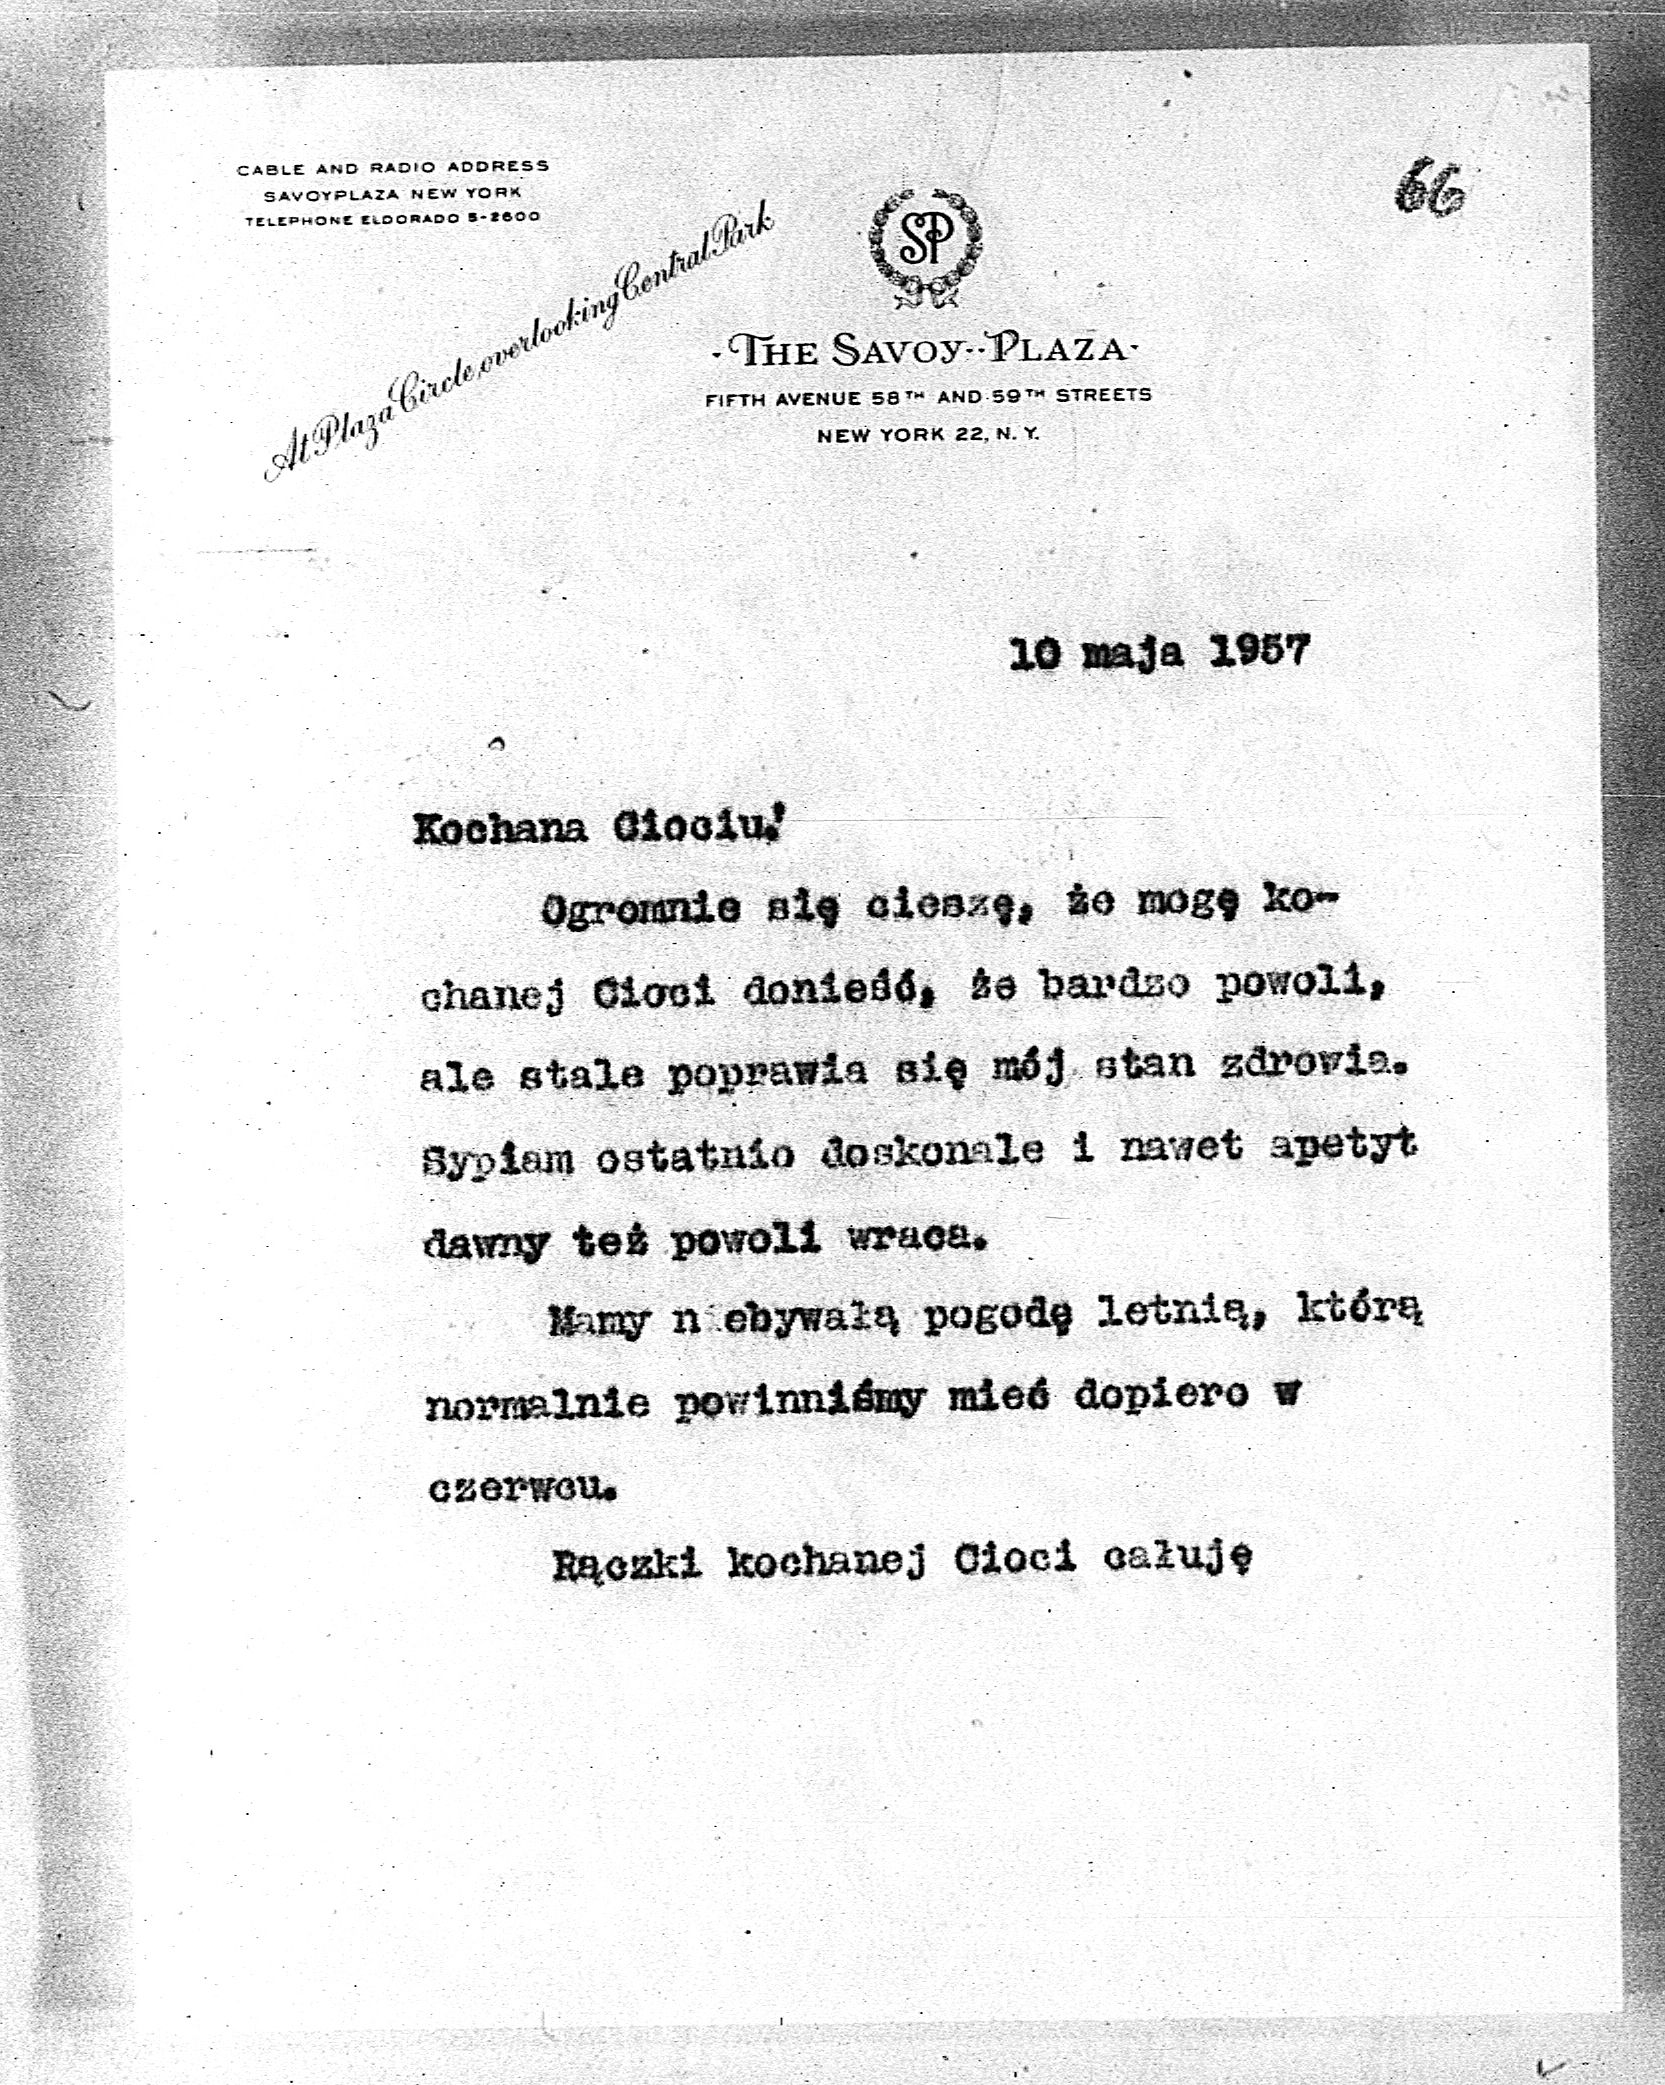 CABLE AND RADIO ADDRESS
SAVOYPLAZA NEW YORK
TELEPHONE ELDORADO 5-2600
At Plaza Circle, overlooking Central Park
66
SP
·THE SAVOY··PLAZA·
FIFTH AVENUE 58TH AND 59TH STREETS
NEW YORK 22, N. Y.
10 maja 1957
Kochana Ciociu!
Ogromnie się cieszę, że mogę ko-
chanej Cioci donieść, że bardzo powoli,
ale stale poprawia się mój stan zdrowia.
Sypiam ostatnio doskonale i nawet apetyt
dawny też powoli wraca.
Mamy niebywałą pogodę letnią, którą
normalnie powinniśmy mieć dopiero w
czerwcu.
Rączki kochanej Cioci całuję